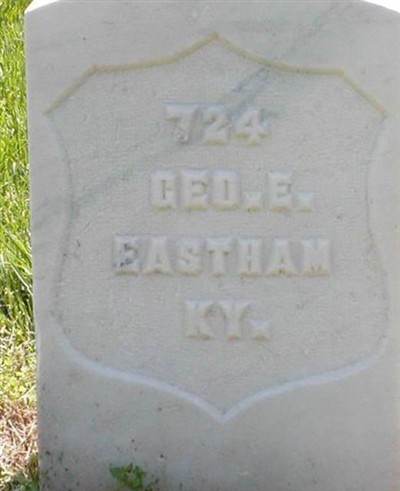 724
GEO. E.
EASTHAM
KY.